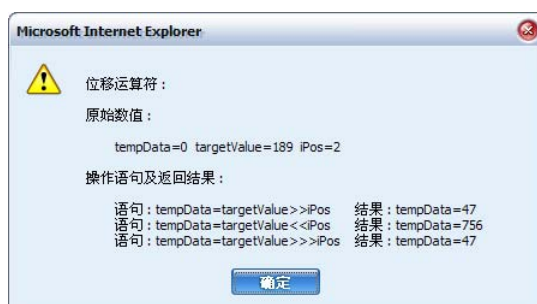 Microsoft Internet Explorer
位移运算符：
原始数值：
tempData=0 targetValue=189 iPos=2
操作语句及返回结果：
语句：tempData=targetValue>>iPos 结果：tempData=47
语句：tempData=targetValue<<iPos 结果：tempData=756
语句：tempData=targetValue>>>iPos 结果：tempData=47
确定